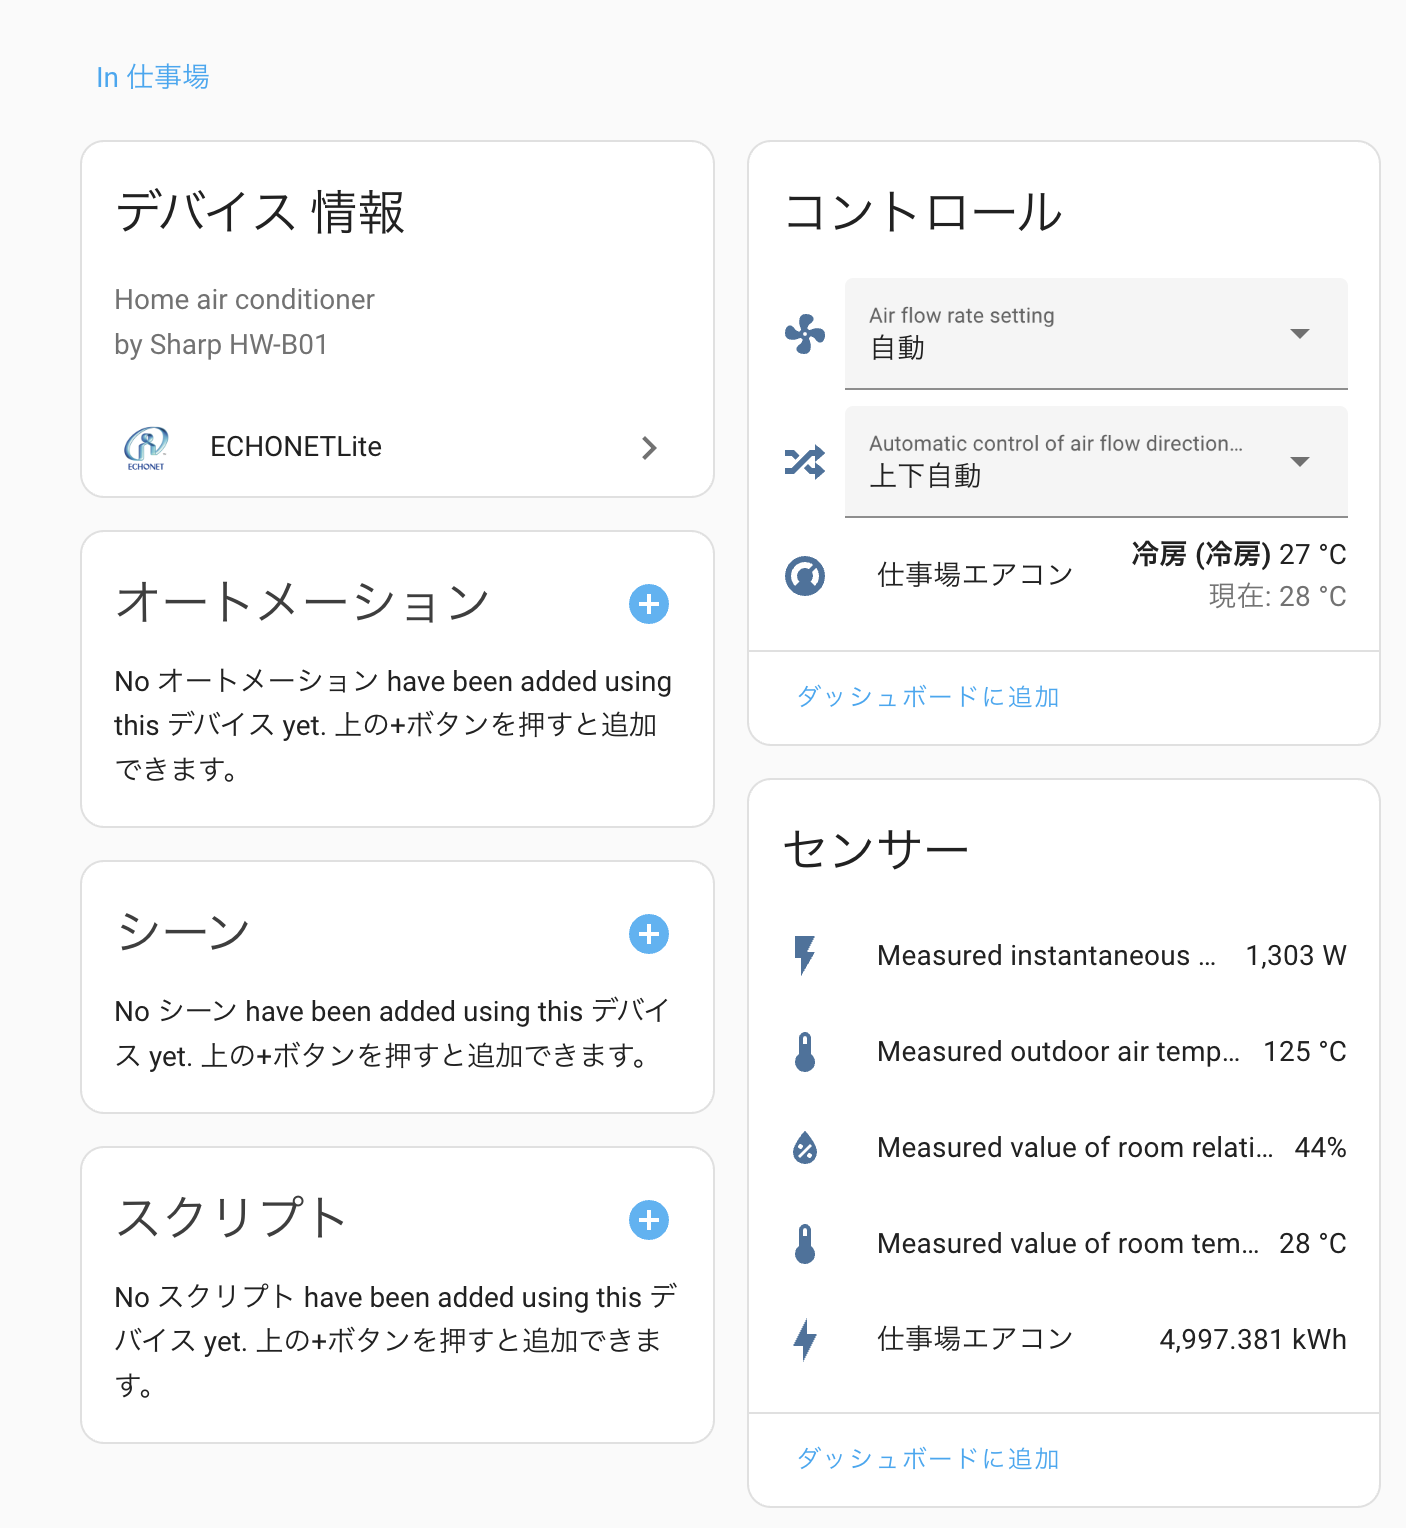 In 仕事場
デバイス 情報
Home air conditioner
by Sharp HW-B01
ECHONET
ECHONETLite
オートメーション
No オートメーション have been added using
this デバイス yet. 上の+ボタンを押すと追加
できます。
シーン
No シーン have been added using this デバイ
ス yet. 上の+ボタンを押すと追加できます。
スクリプト
No スクリプト have been added using this デ
バイス yet. 上の+ボタンを押すと追加できま
す。
コントロール
Air flow rate setting
自動
Automatic control of air flow direction...
上下自動
仕事場エアコン
冷房 (冷房) 27 °C
現在: 28 °C
ダッシュボードに追加
センサー
Measured instantaneous ... 1,303 W
Measured outdoor air temp... 125 °C
Measured value of room relati... 44%
Measured value of room tem... 28 °C
仕事場エアコン 4,997.381 kWh
ダッシュボードに追加